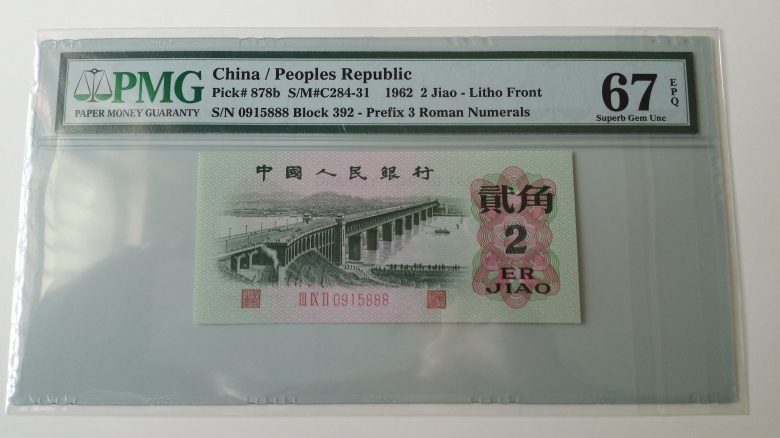 PMG
PAPER MONEY GUARANTY
China / Peoples Republic
Pick# 878b S/M#C284-31 1962 2 Jiao - Litho Front
S/N 0915888 Block 392 - Prefix 3 Roman Numerals
67 EPQ
Superb Gem Unc
中國人民銀行
貳角
2
ER
JIAO
III IX II 0915888